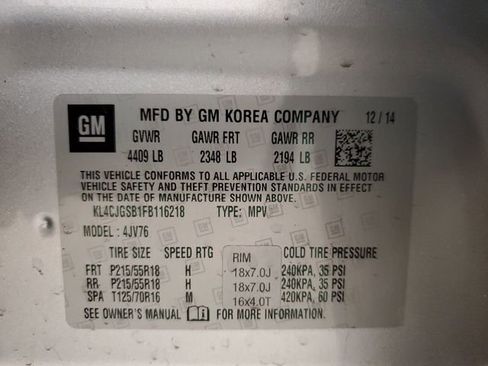 GM
MFD BY GM KOREA COMPANY 12/14
GVWR GAWR FRT GAWR RR
4409 LB 2348 LB 2194 LB
THIS VEHICLE CONFORMS TO ALL APPLICABLE U.S. FEDERAL MOTOR
VEHICLE SAFETY AND THEFT PREVENTION STANDARDS IN EFFECT
ON THE DATE OF MANUFACTURE SHOWN ABOVE.
KL4CJGSB1FB116218 TYPE: MPV
MODEL: 4JV76
TIRE SIZE SPEED RTG RIM COLD TIRE PRESSURE
FRT P215/55R18 H 18x7.0J 240KPA, 35 PSI
RR P215/55R18 H 18x7.0J 240KPA, 35 PSI
SPA T125/70R16 M 16x4.0T 420KPA, 60 PSI
SEE OWNER'S MANUAL FOR MORE INFORMATION.